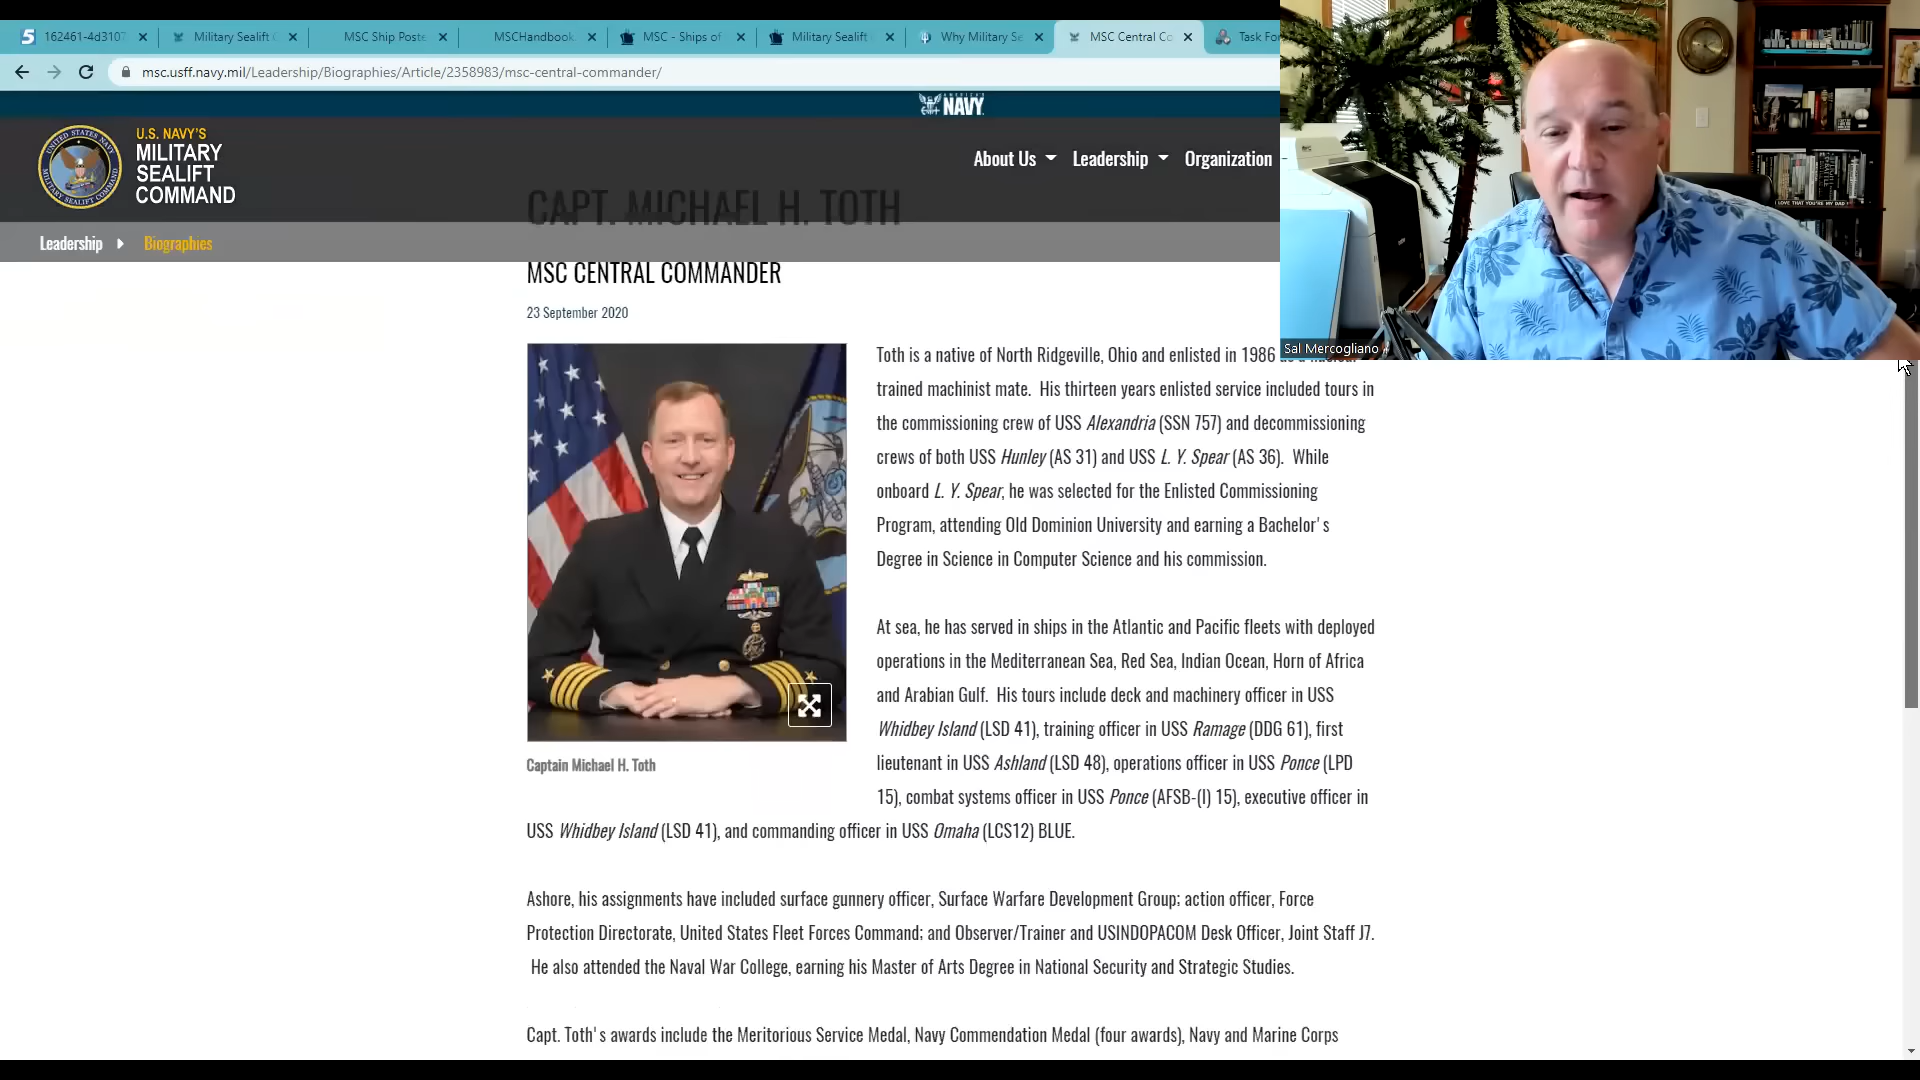 162461-4d3107
Military Sealift C
MSC Ship Poste
MSCHandbook
MSC - Ships of
Military Sealift
Why Military Se
MSC Central Co
Task Fo
msc.usff.navy.mil/Leadership/Biographies/Article/2358983/msc-central-commander/
AMERICA'S
NAVY
U.S. NAVY'S
MILITARY
SEALIFT
COMMAND
UNITED STATES NAVY
MILITARY SEALIFT COMMAND
About Us
Leadership
Organization
CAPT. MICHAEL H. TOTH
Leadership
Biographies
MSC CENTRAL COMMANDER
23 September 2020
Sal Mercogliano
I LOVE THAT YOU'RE MY DAD
Toth is a native of North Ridgeville, Ohio and enlisted in 1986
trained machinist mate. His thirteen years enlisted service included tours in
the commissioning crew of USS Alexandria (SSN 757) and decommissioning
crews of both USS Hunley (AS 31) and USS L. Y. Spear (AS 36). While
onboard L. Y. Spear, he was selected for the Enlisted Commissioning
Program, attending Old Dominion University and earning a Bachelor's
Degree in Science in Computer Science and his commission.
At sea, he has served in ships in the Atlantic and Pacific fleets with deployed
operations in the Mediterranean Sea, Red Sea, Indian Ocean, Horn of Africa
and Arabian Gulf. His tours include deck and machinery officer in USS
Whidbey Island (LSD 41), training officer in USS Ramage (DDG 61), first
lieutenant in USS Ashland (LSD 48), operations officer in USS Ponce (LPD
15), combat systems officer in USS Ponce (AFSB-(I) 15), executive officer in
USS Whidbey Island (LSD 41), and commanding officer in USS Omaha (LCS12) BLUE.
Captain Michael H. Toth
Ashore, his assignments have included surface gunnery officer, Surface Warfare Development Group; action officer, Force
Protection Directorate, United States Fleet Forces Command; and Observer/Trainer and USINDOPACOM Desk Officer, Joint Staff J7.
He also attended the Naval War College, earning his Master of Arts Degree in National Security and Strategic Studies.
Capt. Toth's awards include the Meritorious Service Medal, Navy Commendation Medal (four awards), Navy and Marine Corps